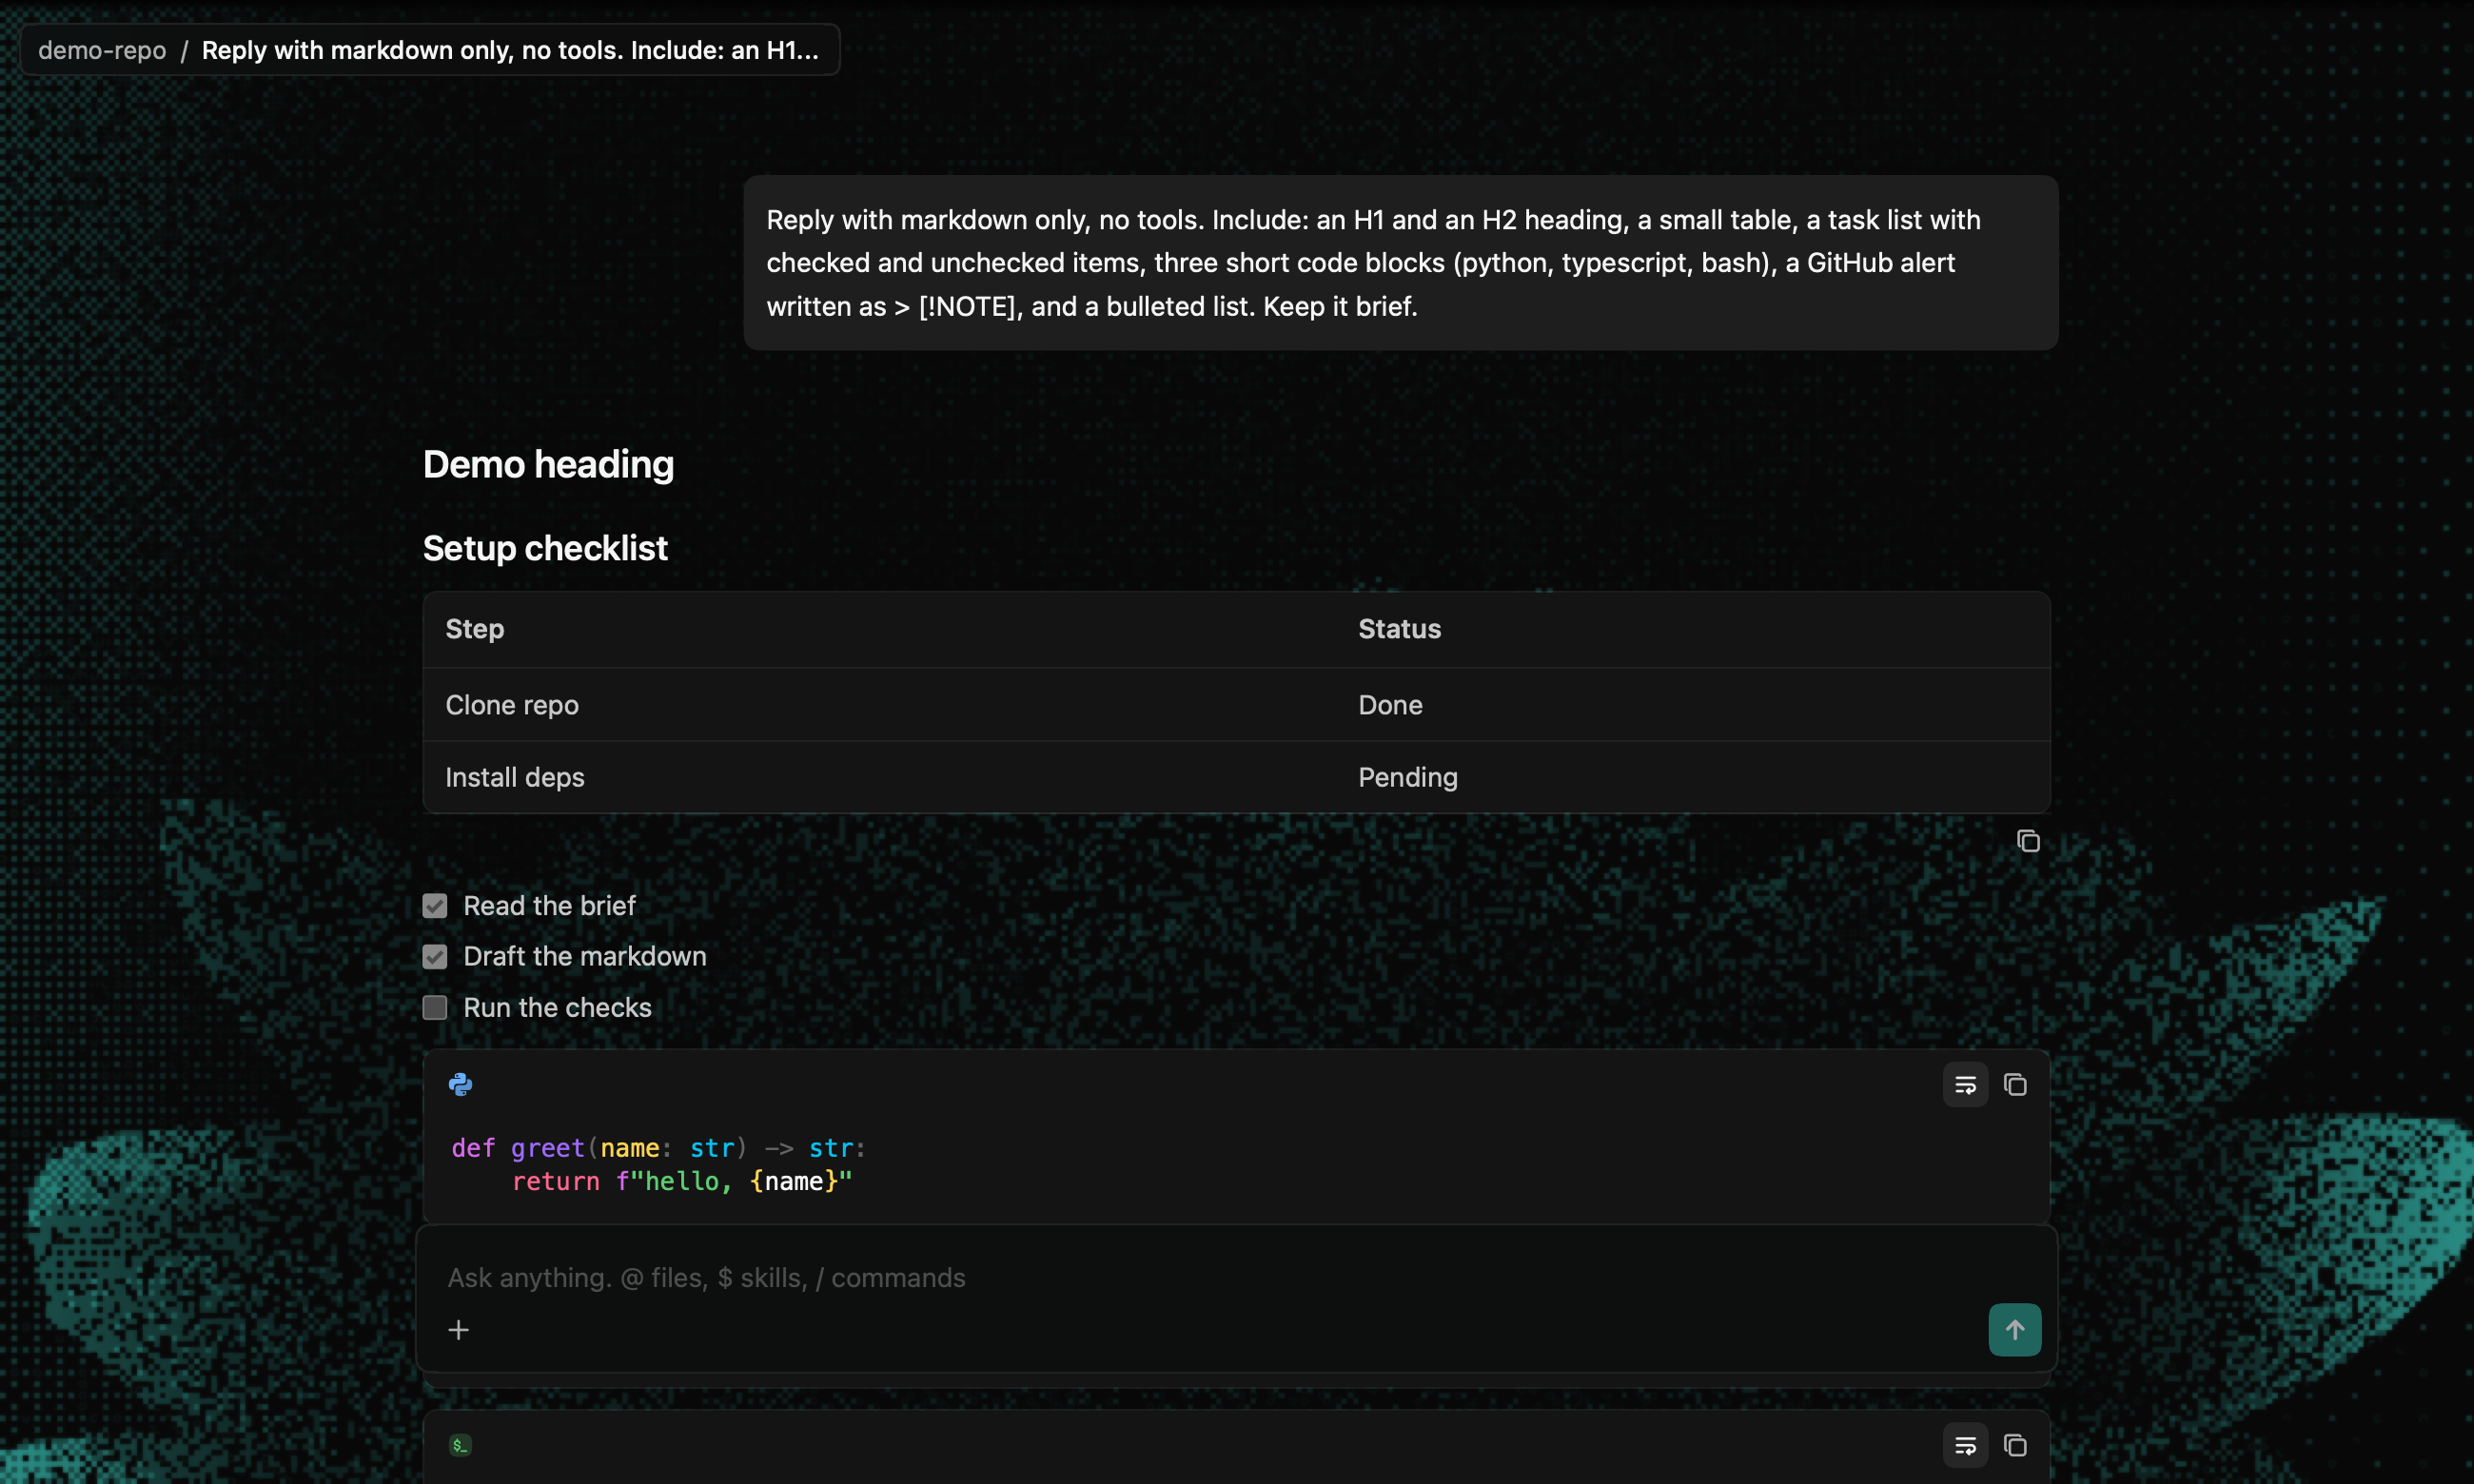 demo-repo / Reply with markdown only, no tools. Include: an H1...
Reply with markdown only, no tools. Include: an H1 and an H2 heading, a small table, a task list with
checked and unchecked items, three short code blocks (python, typescript, bash), a GitHub alert
written as > [!NOTE], and a bulleted list. Keep it brief.
Demo heading
Setup checklist
Step Status
Clone repo Done
Install deps Pending
Read the brief
Draft the markdown
Run the checks
def greet(name: str) -> str:
    return f"hello, {name}"
Ask anything. @ files, $ skills, / commands
$_